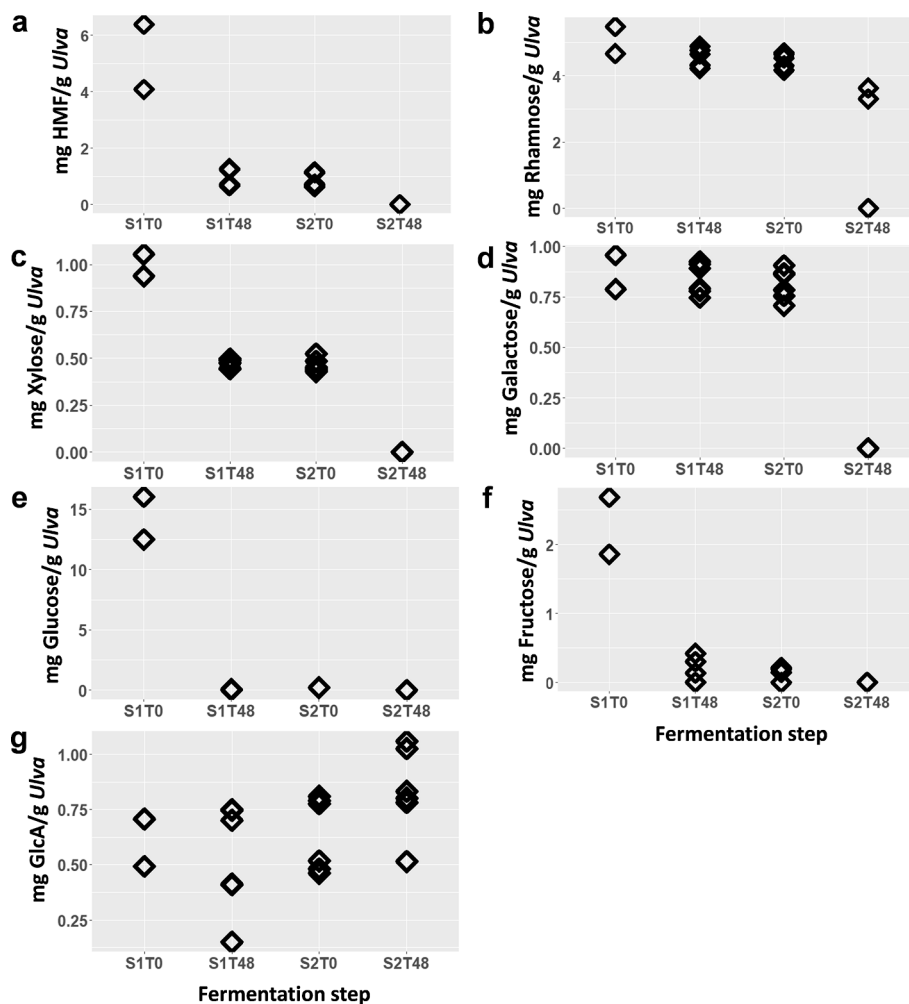 a
mg HMF/g Ulva
6
4
2
0
S1T0 S1T48 S2T0 S2T48
b
mg Rhamnose/g Ulva
4
2
0
S1T0 S1T48 S2T0 S2T48
c
mg Xylose/g Ulva
1.00
0.75
0.50
0.25
0.00
S1T0 S1T48 S2T0 S2T48
d
mg Galactose/g Ulva
1.00
0.75
0.50
0.25
0.00
S1T0 S1T48 S2T0 S2T48
e
mg Glucose/g Ulva
15
10
5
0
S1T0 S1T48 S2T0 S2T48
f
mg Fructose/g Ulva
2
1
0
S1T0 S1T48 S2T0 S2T48
Fermentation step
g
mg GlcA/g Ulva
1.00
0.75
0.50
0.25
S1T0 S1T48 S2T0 S2T48
Fermentation step